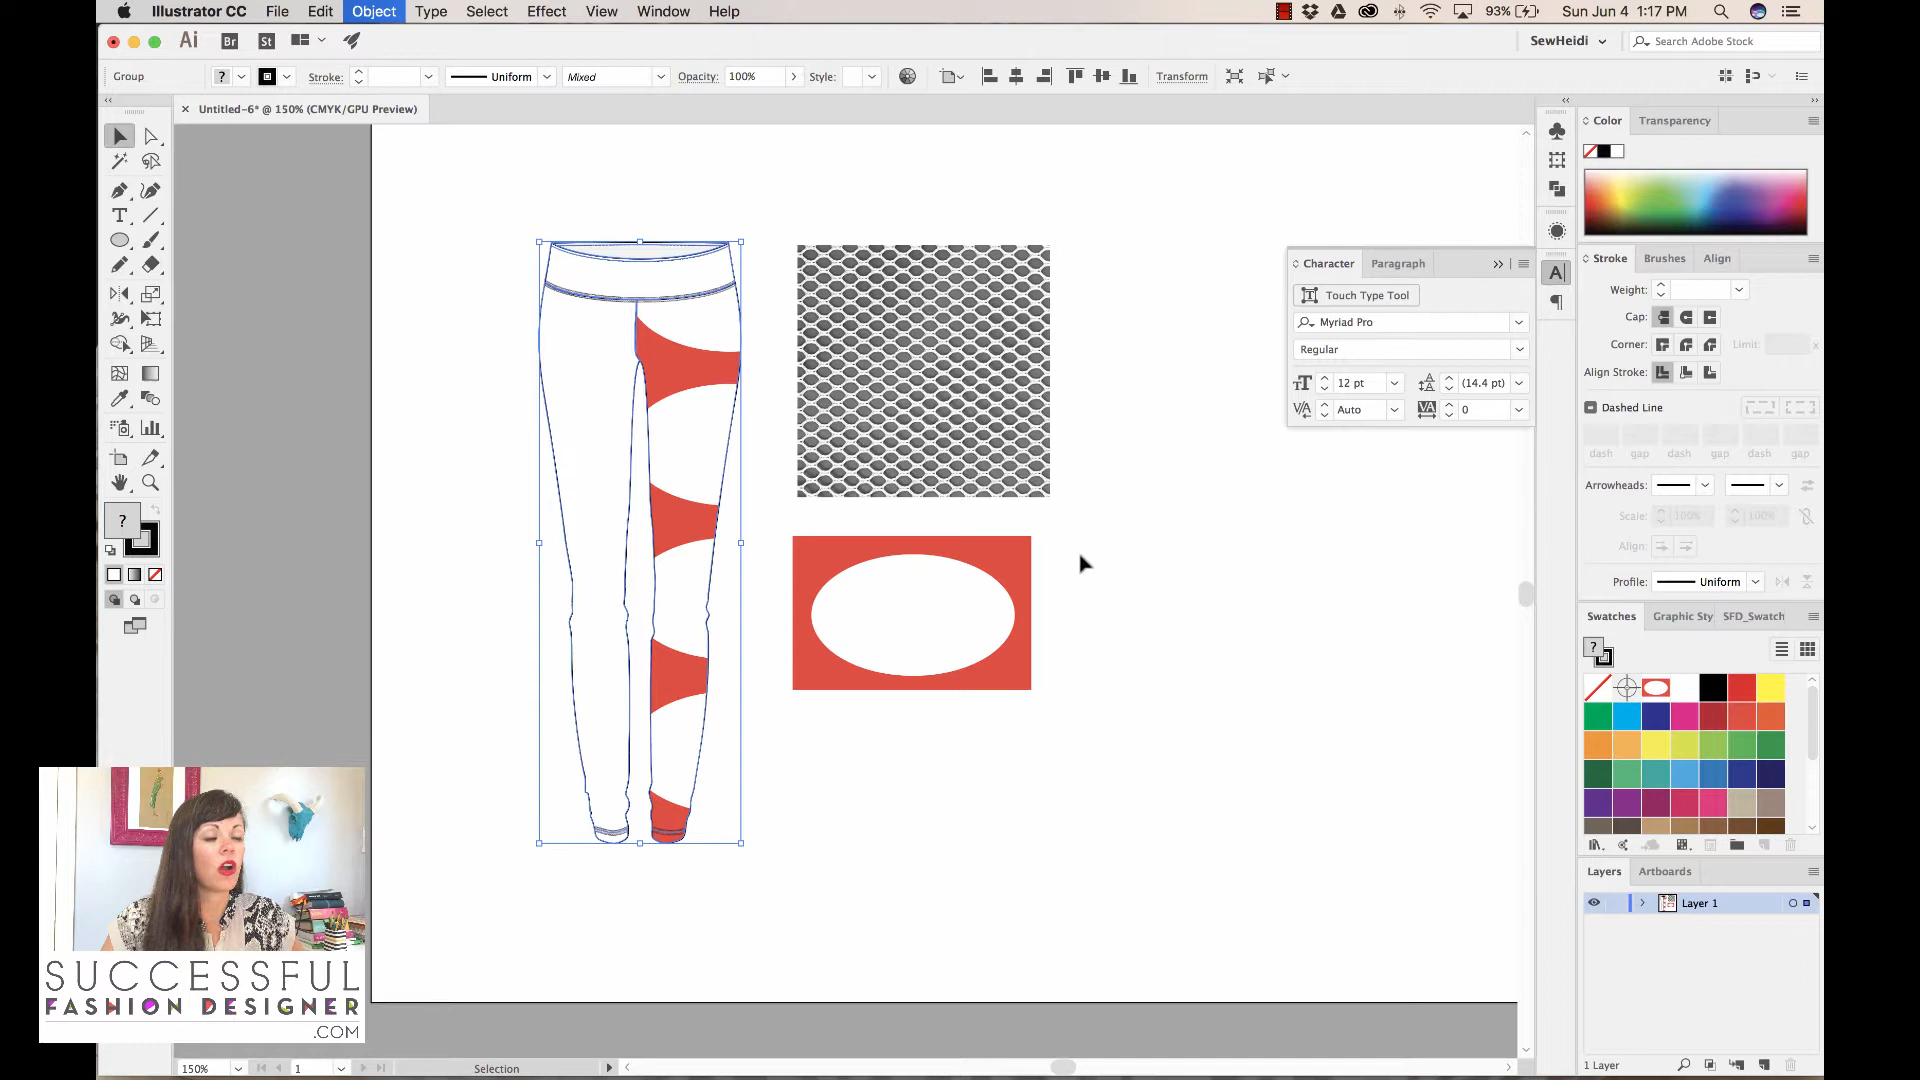 Illustrator CC File Edit Object Type Select Effect View Window Help
93% Sun Jun 4 1:17 PM
Ai Br St
SewHeidi Search Adobe Stock
Group ? Stroke: Uniform Mixed Opacity: 100% Style: Transform
× Untitled-6* @ 150% (CMYK/GPU Preview)
Color Transparency
Stroke Brushes Align
Weight:
Cap:
Corner: Limit: x
Align Stroke:
Dashed Line
dash gap dash gap dash gap
Arrowheads:
Scale: 100% 100%
Align:
Profile: Uniform
Character Paragraph
Touch Type Tool
Myriad Pro
Regular
12 pt (14.4 pt)
Auto 0
Swatches Graphic Sty SFD_Swatch
?
Layers Artboards
Layer 1
1 Layer
?
SUCCESSFUL
FASHION DESIGNER
.COM
150% 1 Selection